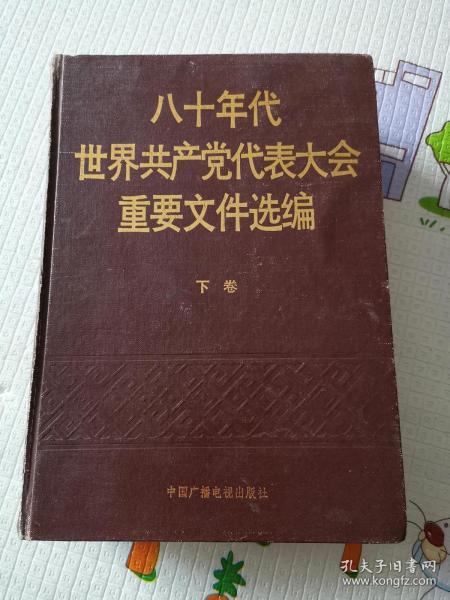 八十年代
世界共产党代表大会
重要文件选编
下卷
中国广播电视出版社
孔夫子旧书网
www.kongfz.com